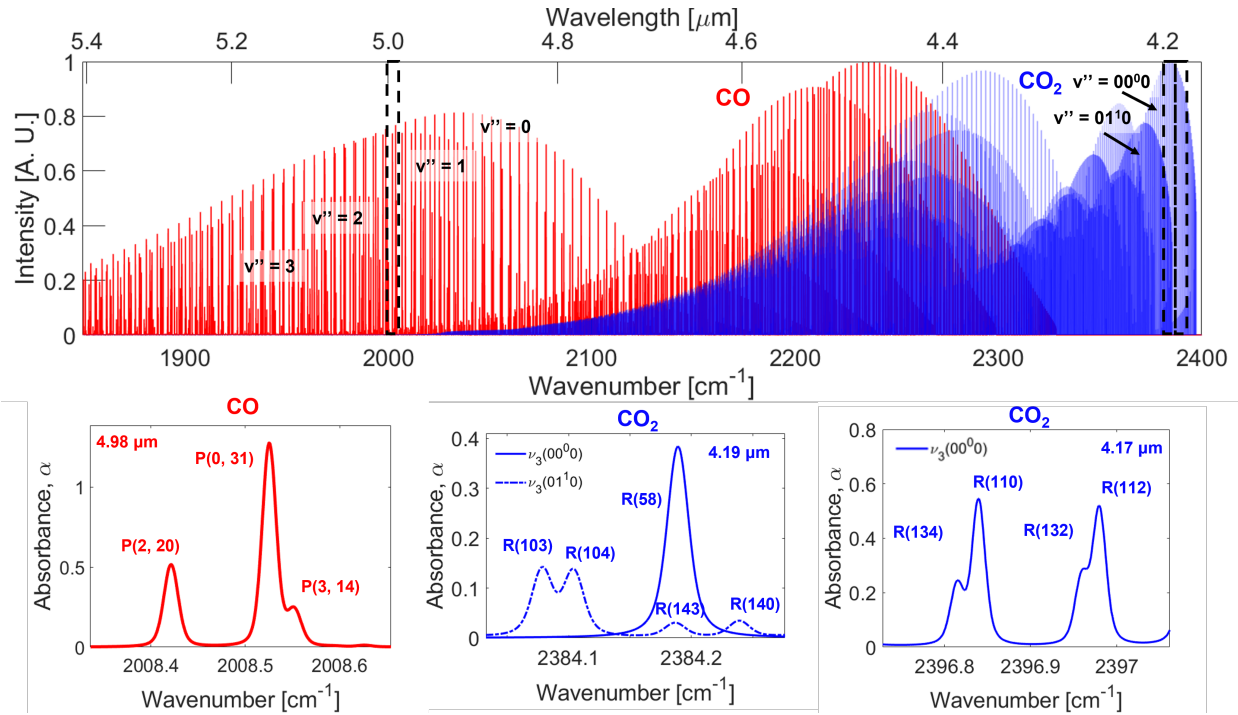 Wavelength [μm]
5.4 5.2 5.0 4.8 4.6 4.4 4.2
Intensity [A. U.]
1
0.8
0.6
0.4
0.2
0
CO
CO₂
v'' = 00⁰0
v'' = 01¹0
v'' = 0
v'' = 1
v'' = 2
v'' = 3
1900 2000 2100 2200 2300 2400
Wavenumber [cm⁻¹]
CO
4.98 μm
Absorbance, α
1
0.5
0
P(0, 31)
P(2, 20)
P(3, 14)
2008.4 2008.5 2008.6
Wavenumber [cm⁻¹]
CO₂
Absorbance, α
0.4
0.3
0.2
0.1
0
ν₃(00⁰0)
ν₃(01¹0)
4.19 μm
R(58)
R(103)
R(104)
R(143)
R(140)
2384.1 2384.2
Wavenumber [cm⁻¹]
CO₂
Absorbance, α
0.8
0.6
0.4
0.2
0
ν₃(00⁰0)
4.17 μm
R(110)
R(112)
R(134)
R(132)
2396.8 2396.9 2397
Wavenumber [cm⁻¹]